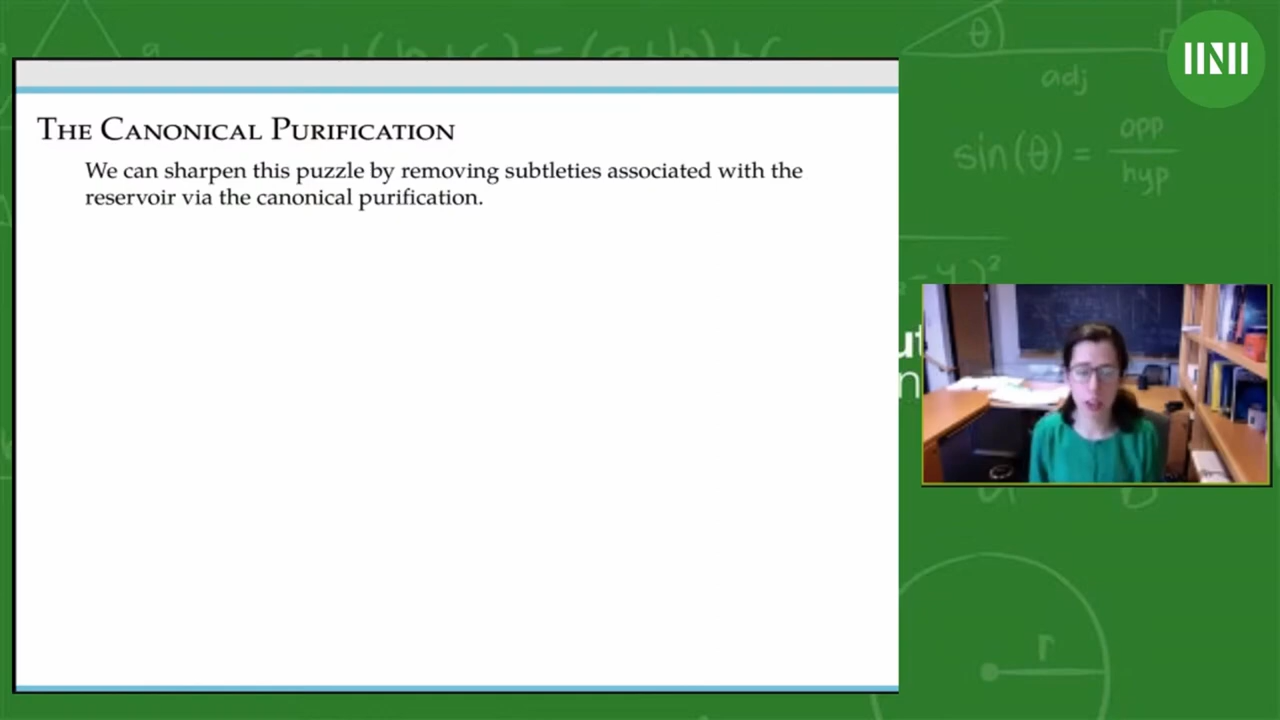 THE CANONICAL PURIFICATION
We can sharpen this puzzle by removing subtleties associated with the
reservoir via the canonical purification.
θ
adj
sin(θ) = opp
hyp
r